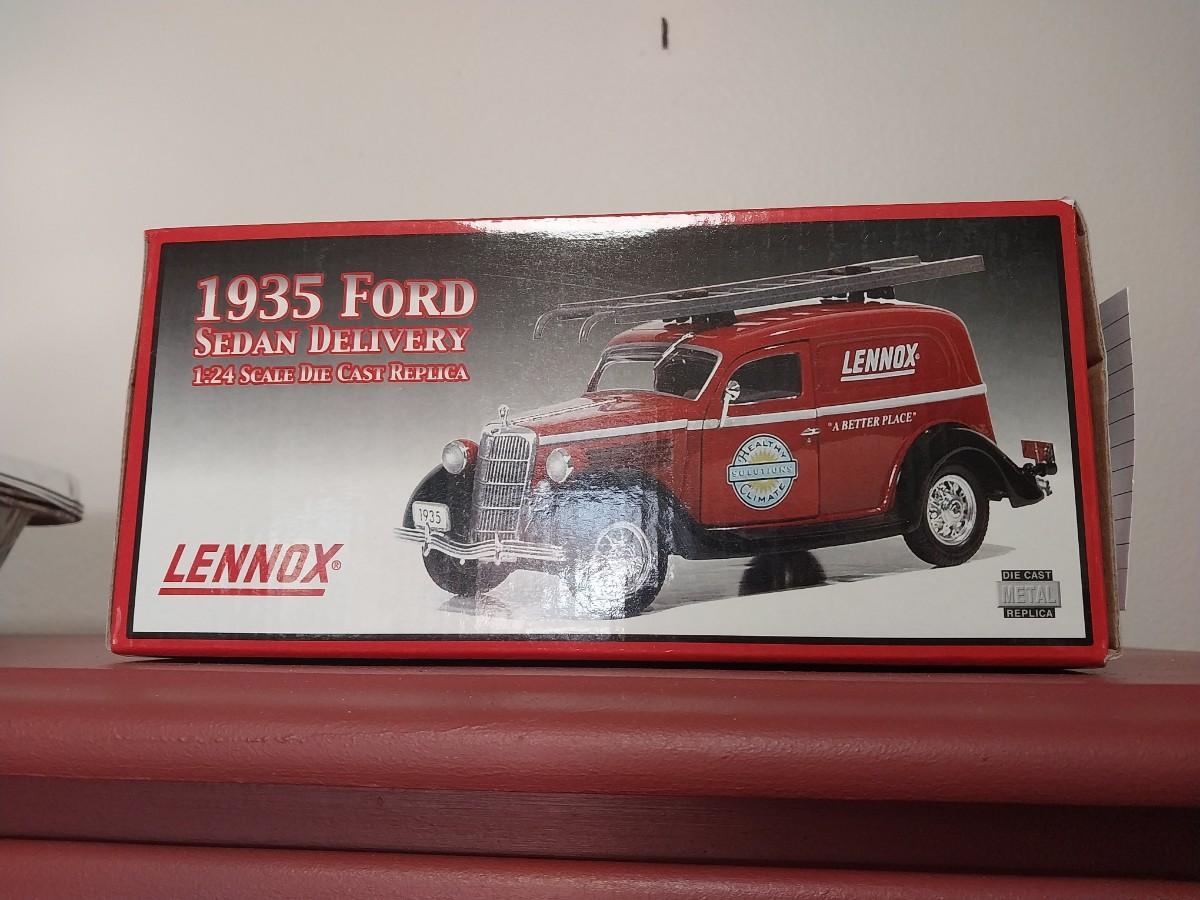 1935 FORD
SEDAN DELIVERY
1:24 SCALE DIE CAST REPLICA
LENNOX®
"A BETTER PLACE"
HEALTHY
SOLUTIONS
CLIMATE
1935
LENNOX®
DIE CAST
METAL
REPLICA